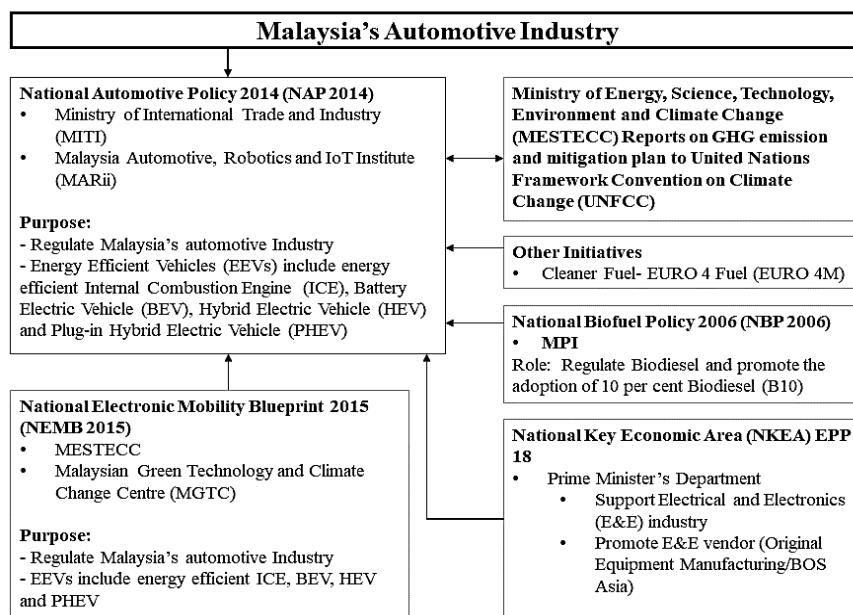 Malaysia's Automotive Industry
National Automotive Policy 2014 (NAP 2014)
• Ministry of International Trade and Industry
(MITI)
• Malaysia Automotive, Robotics and IoT Institute
(MARii)
Purpose:
- Regulate Malaysia's automotive Industry
- Energy Efficient Vehicles (EEVs) include energy
efficient Internal Combustion Engine (ICE), Battery
Electric Vehicle (BEV), Hybrid Electric Vehicle (HEV)
and Plug-in Hybrid Electric Vehicle (PHEV)
National Electronic Mobility Blueprint 2015
(NEMB 2015)
• MESTECC
• Malaysian Green Technology and Climate
Change Centre (MGTC)
Purpose:
- Regulate Malaysia's automotive Industry
- EEVs include energy efficient ICE, BEV, HEV
and PHEV
Ministry of Energy, Science, Technology,
Environment and Climate Change
(MESTECC) Reports on GHG emission
and mitigation plan to United Nations
Framework Convention on Climate
Change (UNFCC)
Other Initiatives
• Cleaner Fuel- EURO 4 Fuel (EURO 4M)
National Biofuel Policy 2006 (NBP 2006)
• MPI
Role: Regulate Biodiesel and promote the
adoption of 10 per cent Biodiesel (B10)
National Key Economic Area (NKEA) EPP
18
• Prime Minister's Department
• Support Electrical and Electronics
(E&E) industry
• Promote E&E vendor (Original
Equipment Manufacturing/BOS
Asia)